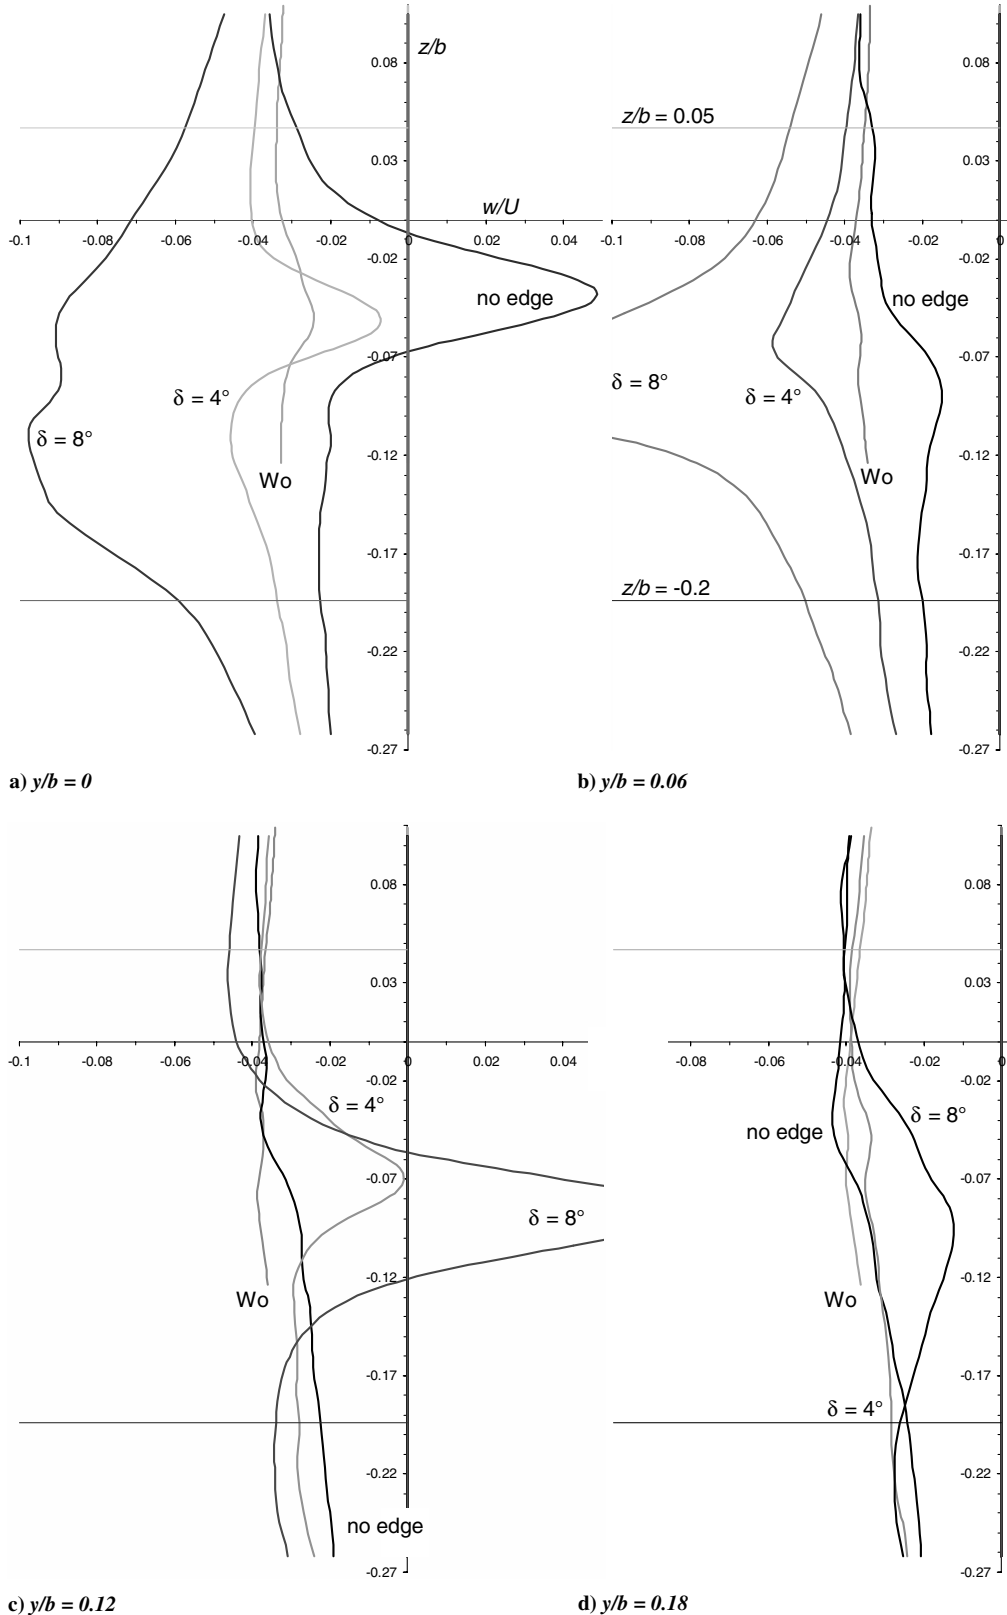 z/b
0.08
0.03
w/U
-0.1
-0.08
-0.06
-0.04
-0.02
0
0.02
0.04
-0.02
no edge
-0.07
δ = 4°
δ = 8°
-0.12
Wo
-0.17
-0.22
-0.27
a) y/b = 0
0.08
z/b = 0.05
0.03
-0.1
-0.08
-0.06
-0.04
-0.02
0
-0.02
no edge
-0.07
δ = 8°
δ = 4°
-0.12
Wo
-0.17
z/b = -0.2
-0.22
-0.27
b) y/b = 0.06
0.08
0.03
-0.1
-0.08
-0.06
-0.04
-0.02
0
0.02
0.04
-0.02
δ = 4°
-0.07
δ = 8°
-0.12
Wo
-0.17
-0.22
no edge
-0.27
c) y/b = 0.12
0.08
0.03
-0.08
-0.06
-0.04
-0.02
0
-0.02
δ = 8°
no edge
-0.07
-0.12
Wo
-0.17
δ = 4°
-0.22
-0.27
d) y/b = 0.18